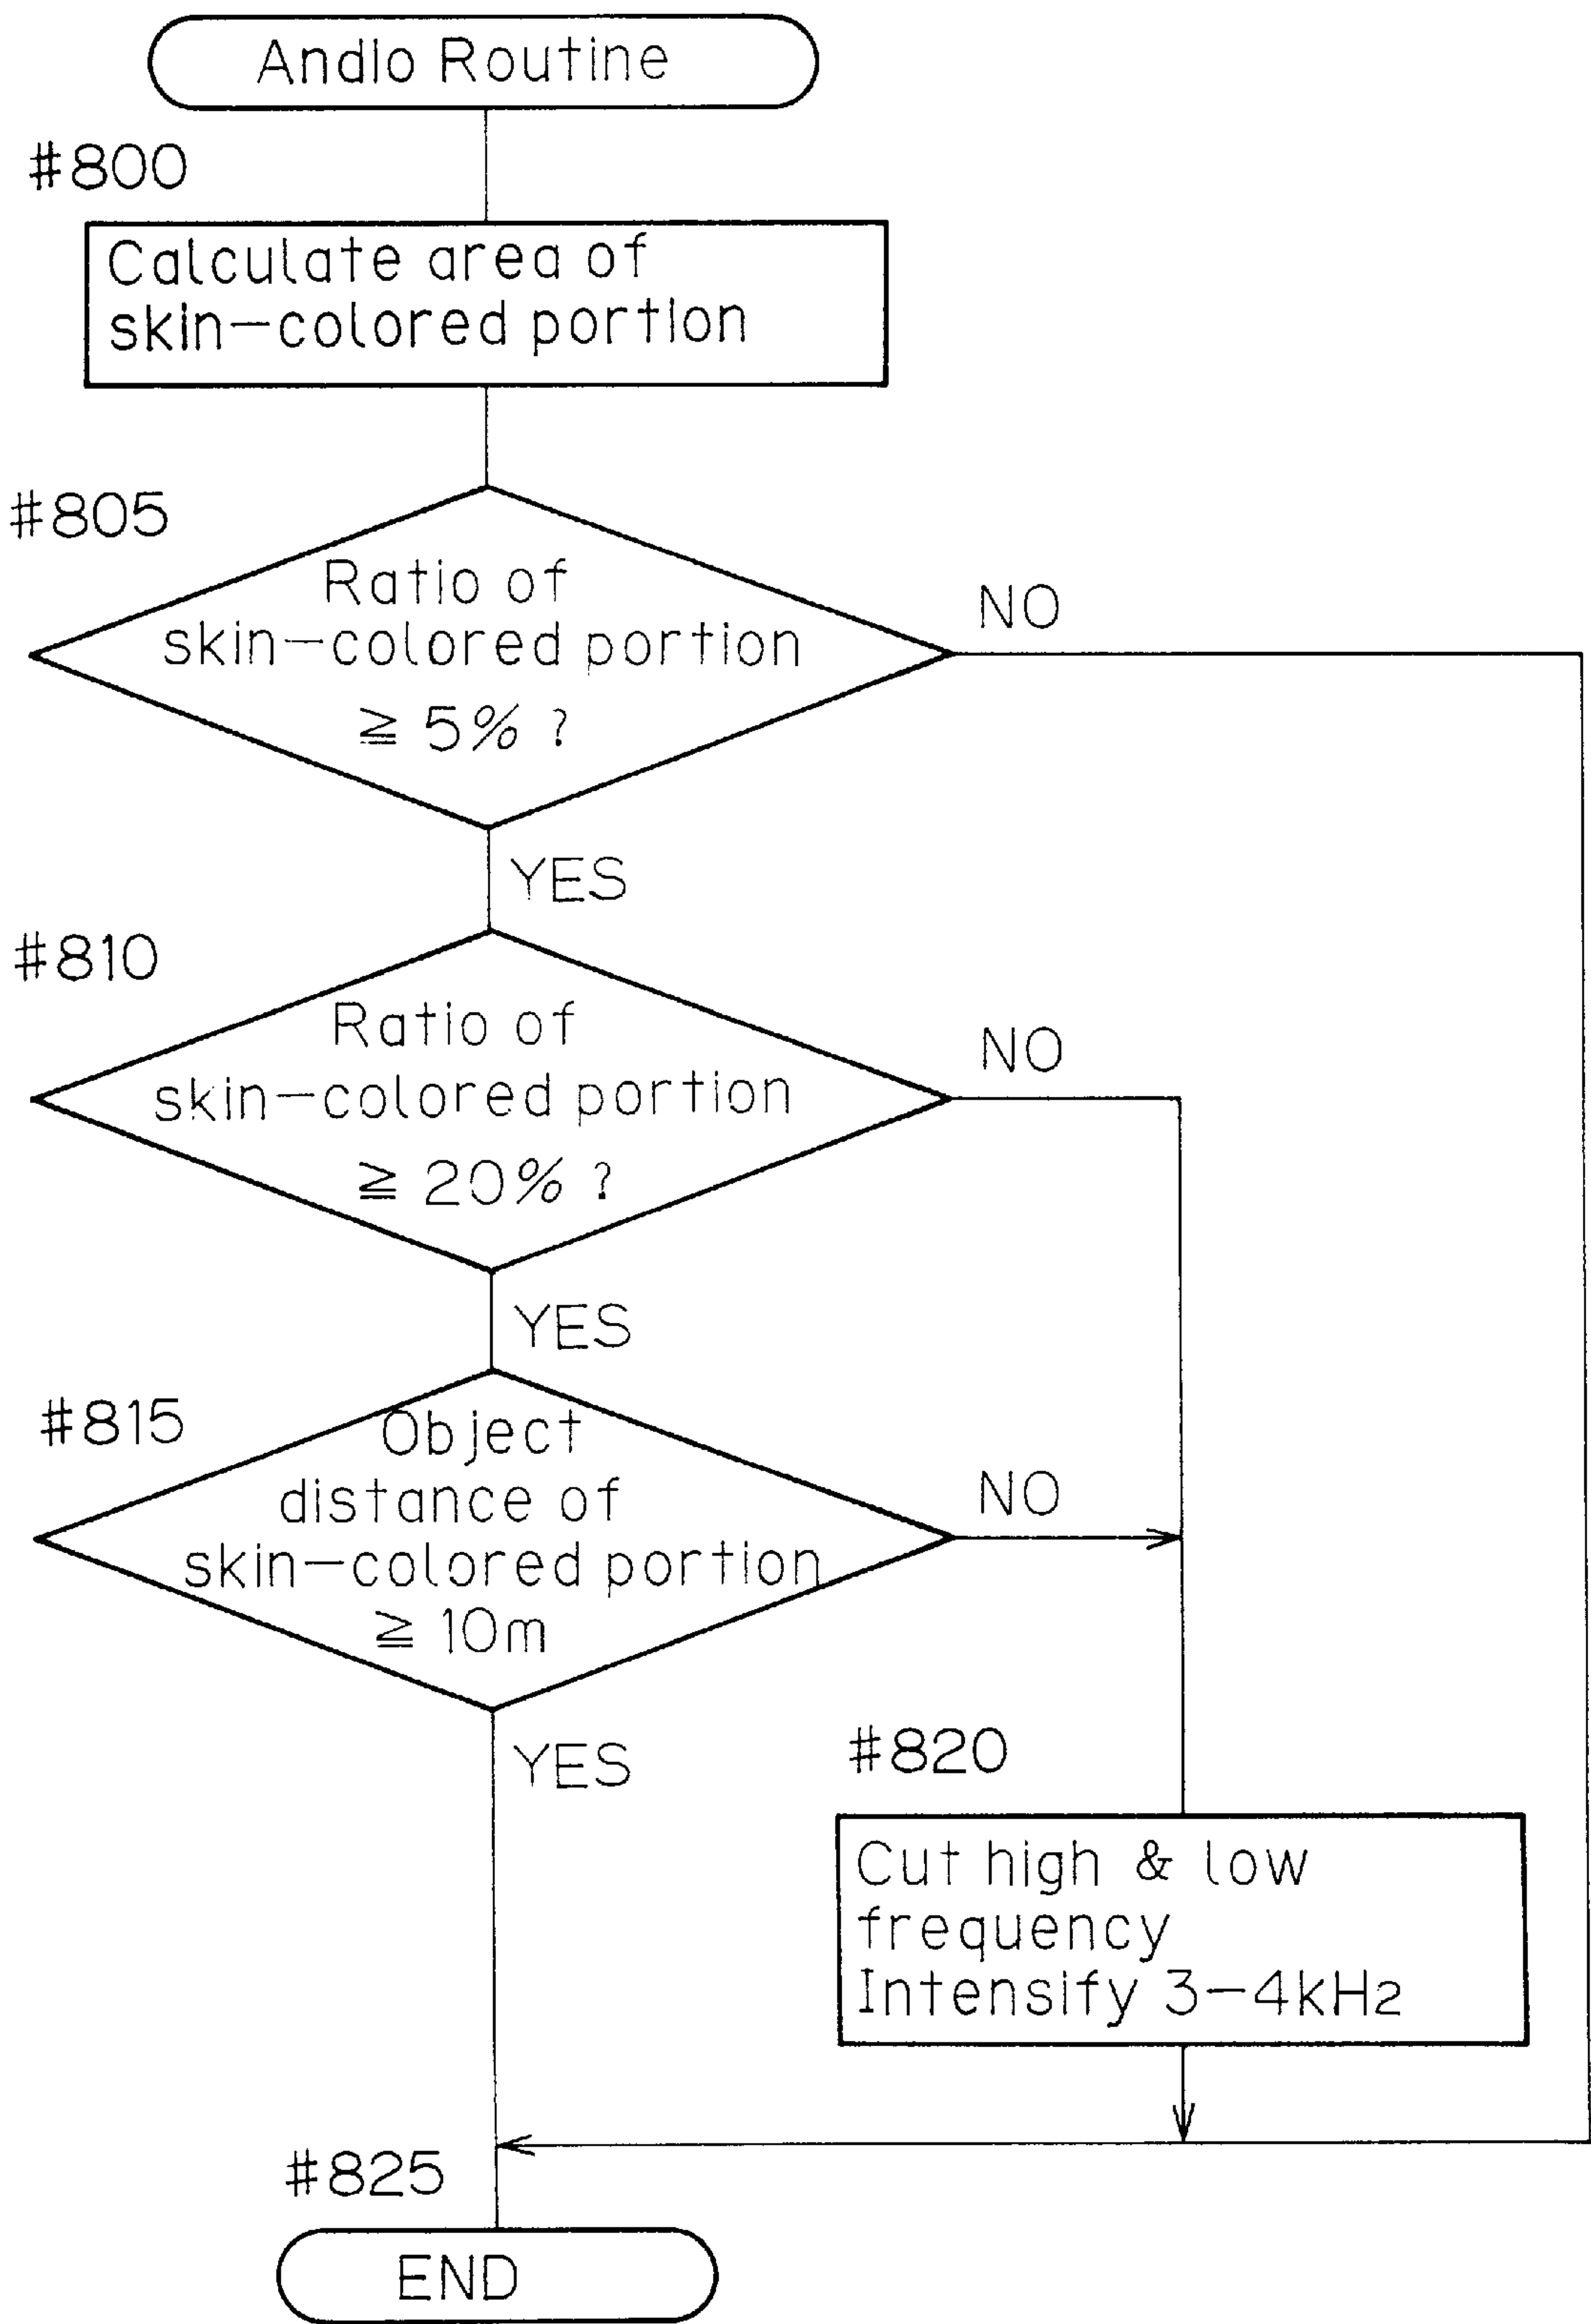 Andio Routine
#800
Calculate area of
skin-colored portion
#805
Ratio of
skin-colored portion
≧ 5% ?
NO
YES
#810
Ratio of
skin-colored portion
≧ 20% ?
NO
YES
#815
Object
distance of
skin-colored portion
≧ 10m
NO
YES
#820
Cut high & low
frequency
Intensify 3-4kHz
#825
END